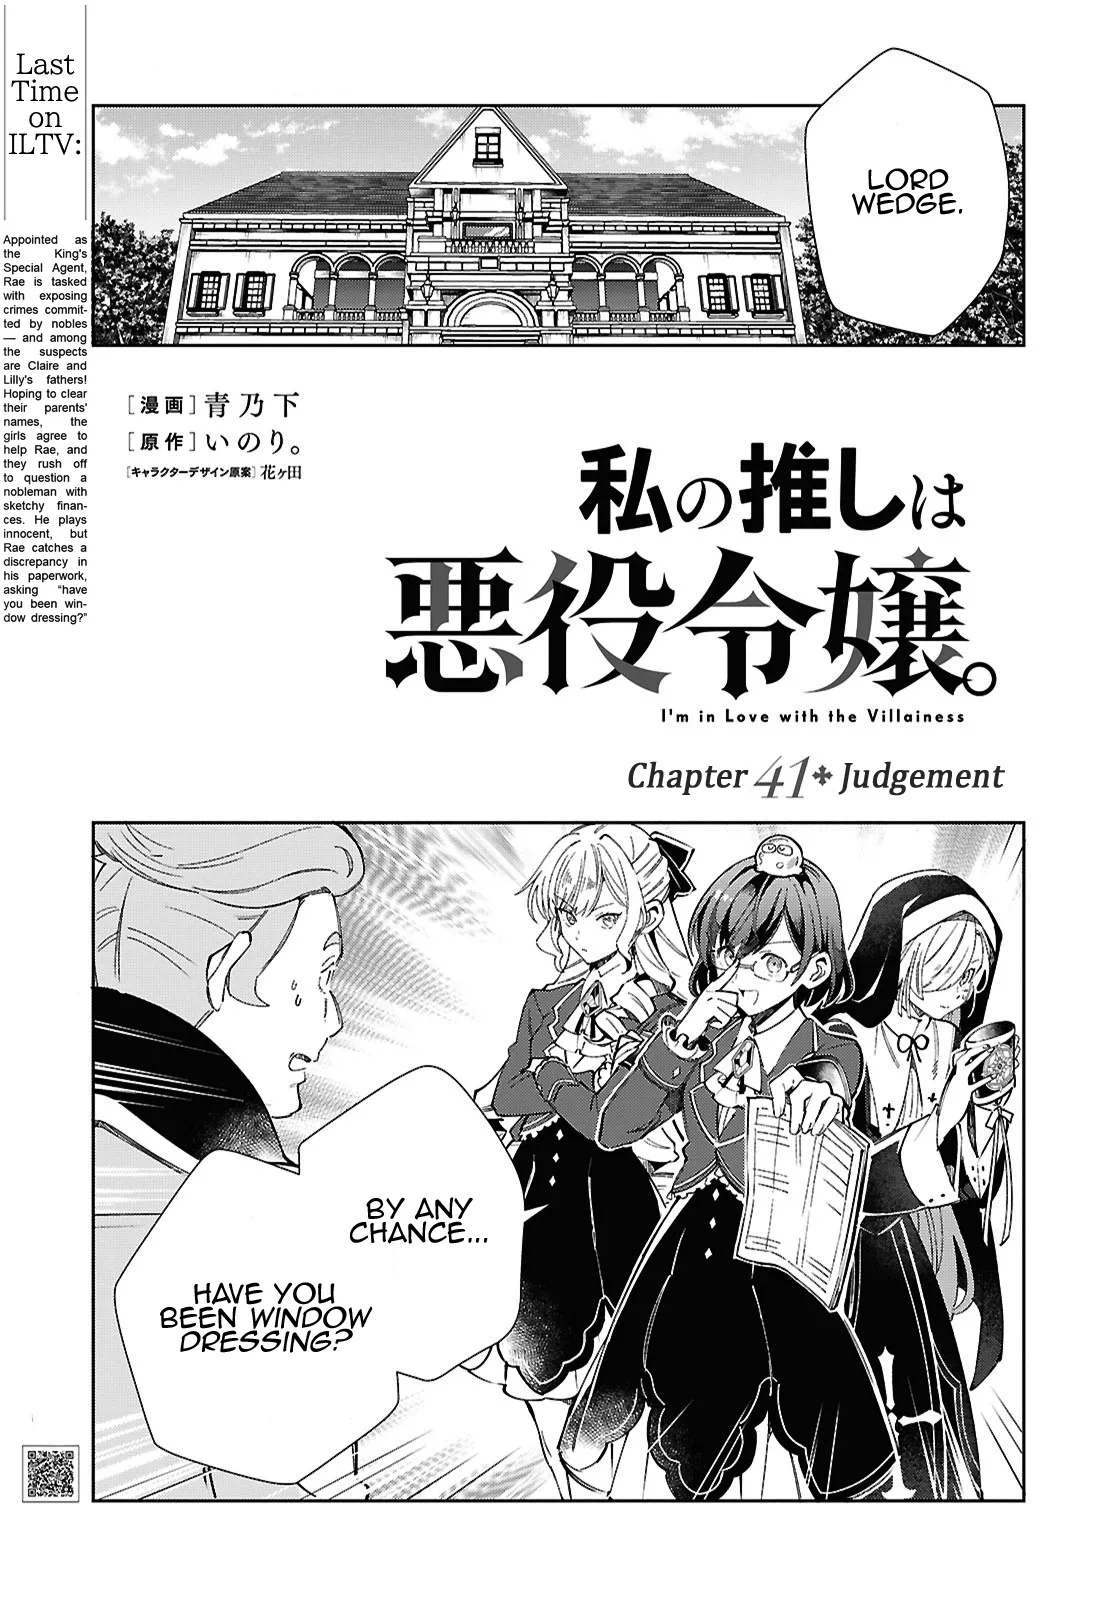 Last
Time
on
ILTV:
Appointed as
the King's
Special Agent,
Rae is tasked
with exposing
crimes commit-
ted by nobles
— and among
the suspects
are Claire and
Lilly's fathers!
Hoping to clear
their parents'
names, the
girls agree to
help Rae, and
they rush off
to question a
nobleman with
sketchy finan-
ces. He plays
innocent, but
Rae catches a
discrepancy in
his paperwork,
asking “have
you been win-
dow dressing?”
LORD
WEDGE.
[漫画] 青乃下
[原作] いのり。
[キャラクターデザイン原案] 花ヶ田
私の推しは
悪役令嬢。
I'm in Love with the Villainess
Chapter 41 Judgement
BY ANY
CHANCE...
HAVE YOU
BEEN WINDOW
DRESSING?